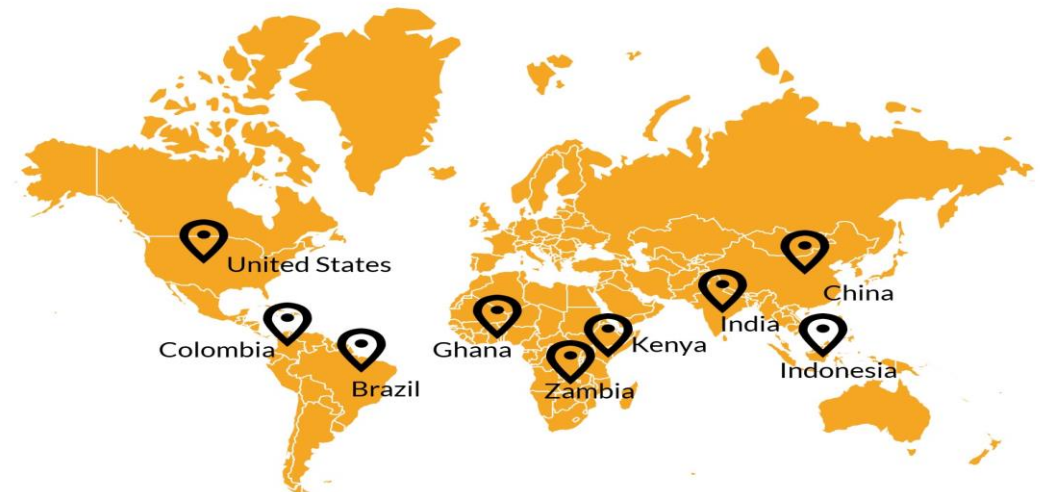 United States
China
India
Colombia
Ghana
Kenya
Indonesia
Brazil
Zambia